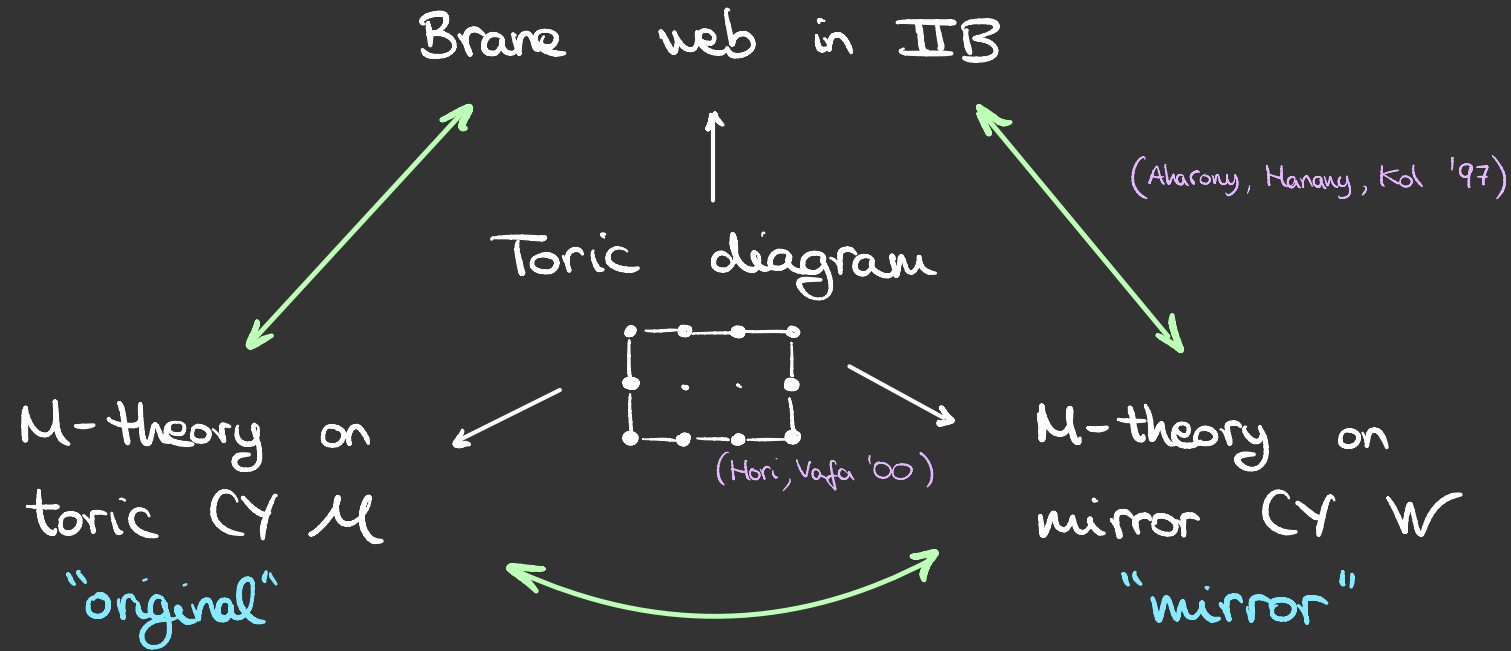 Brane web in IIB
(Aharony, Hanany, Kol '97)
Toric diagram
(Hori, Vafa '00)
M-theory on
toric CY M
"original"
M-theory on
mirror CY W
"mirror"